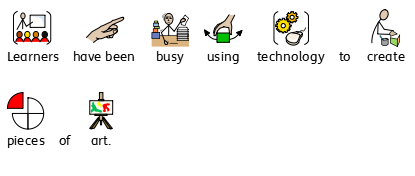 Learners have been busy using technology to create
pieces of art.